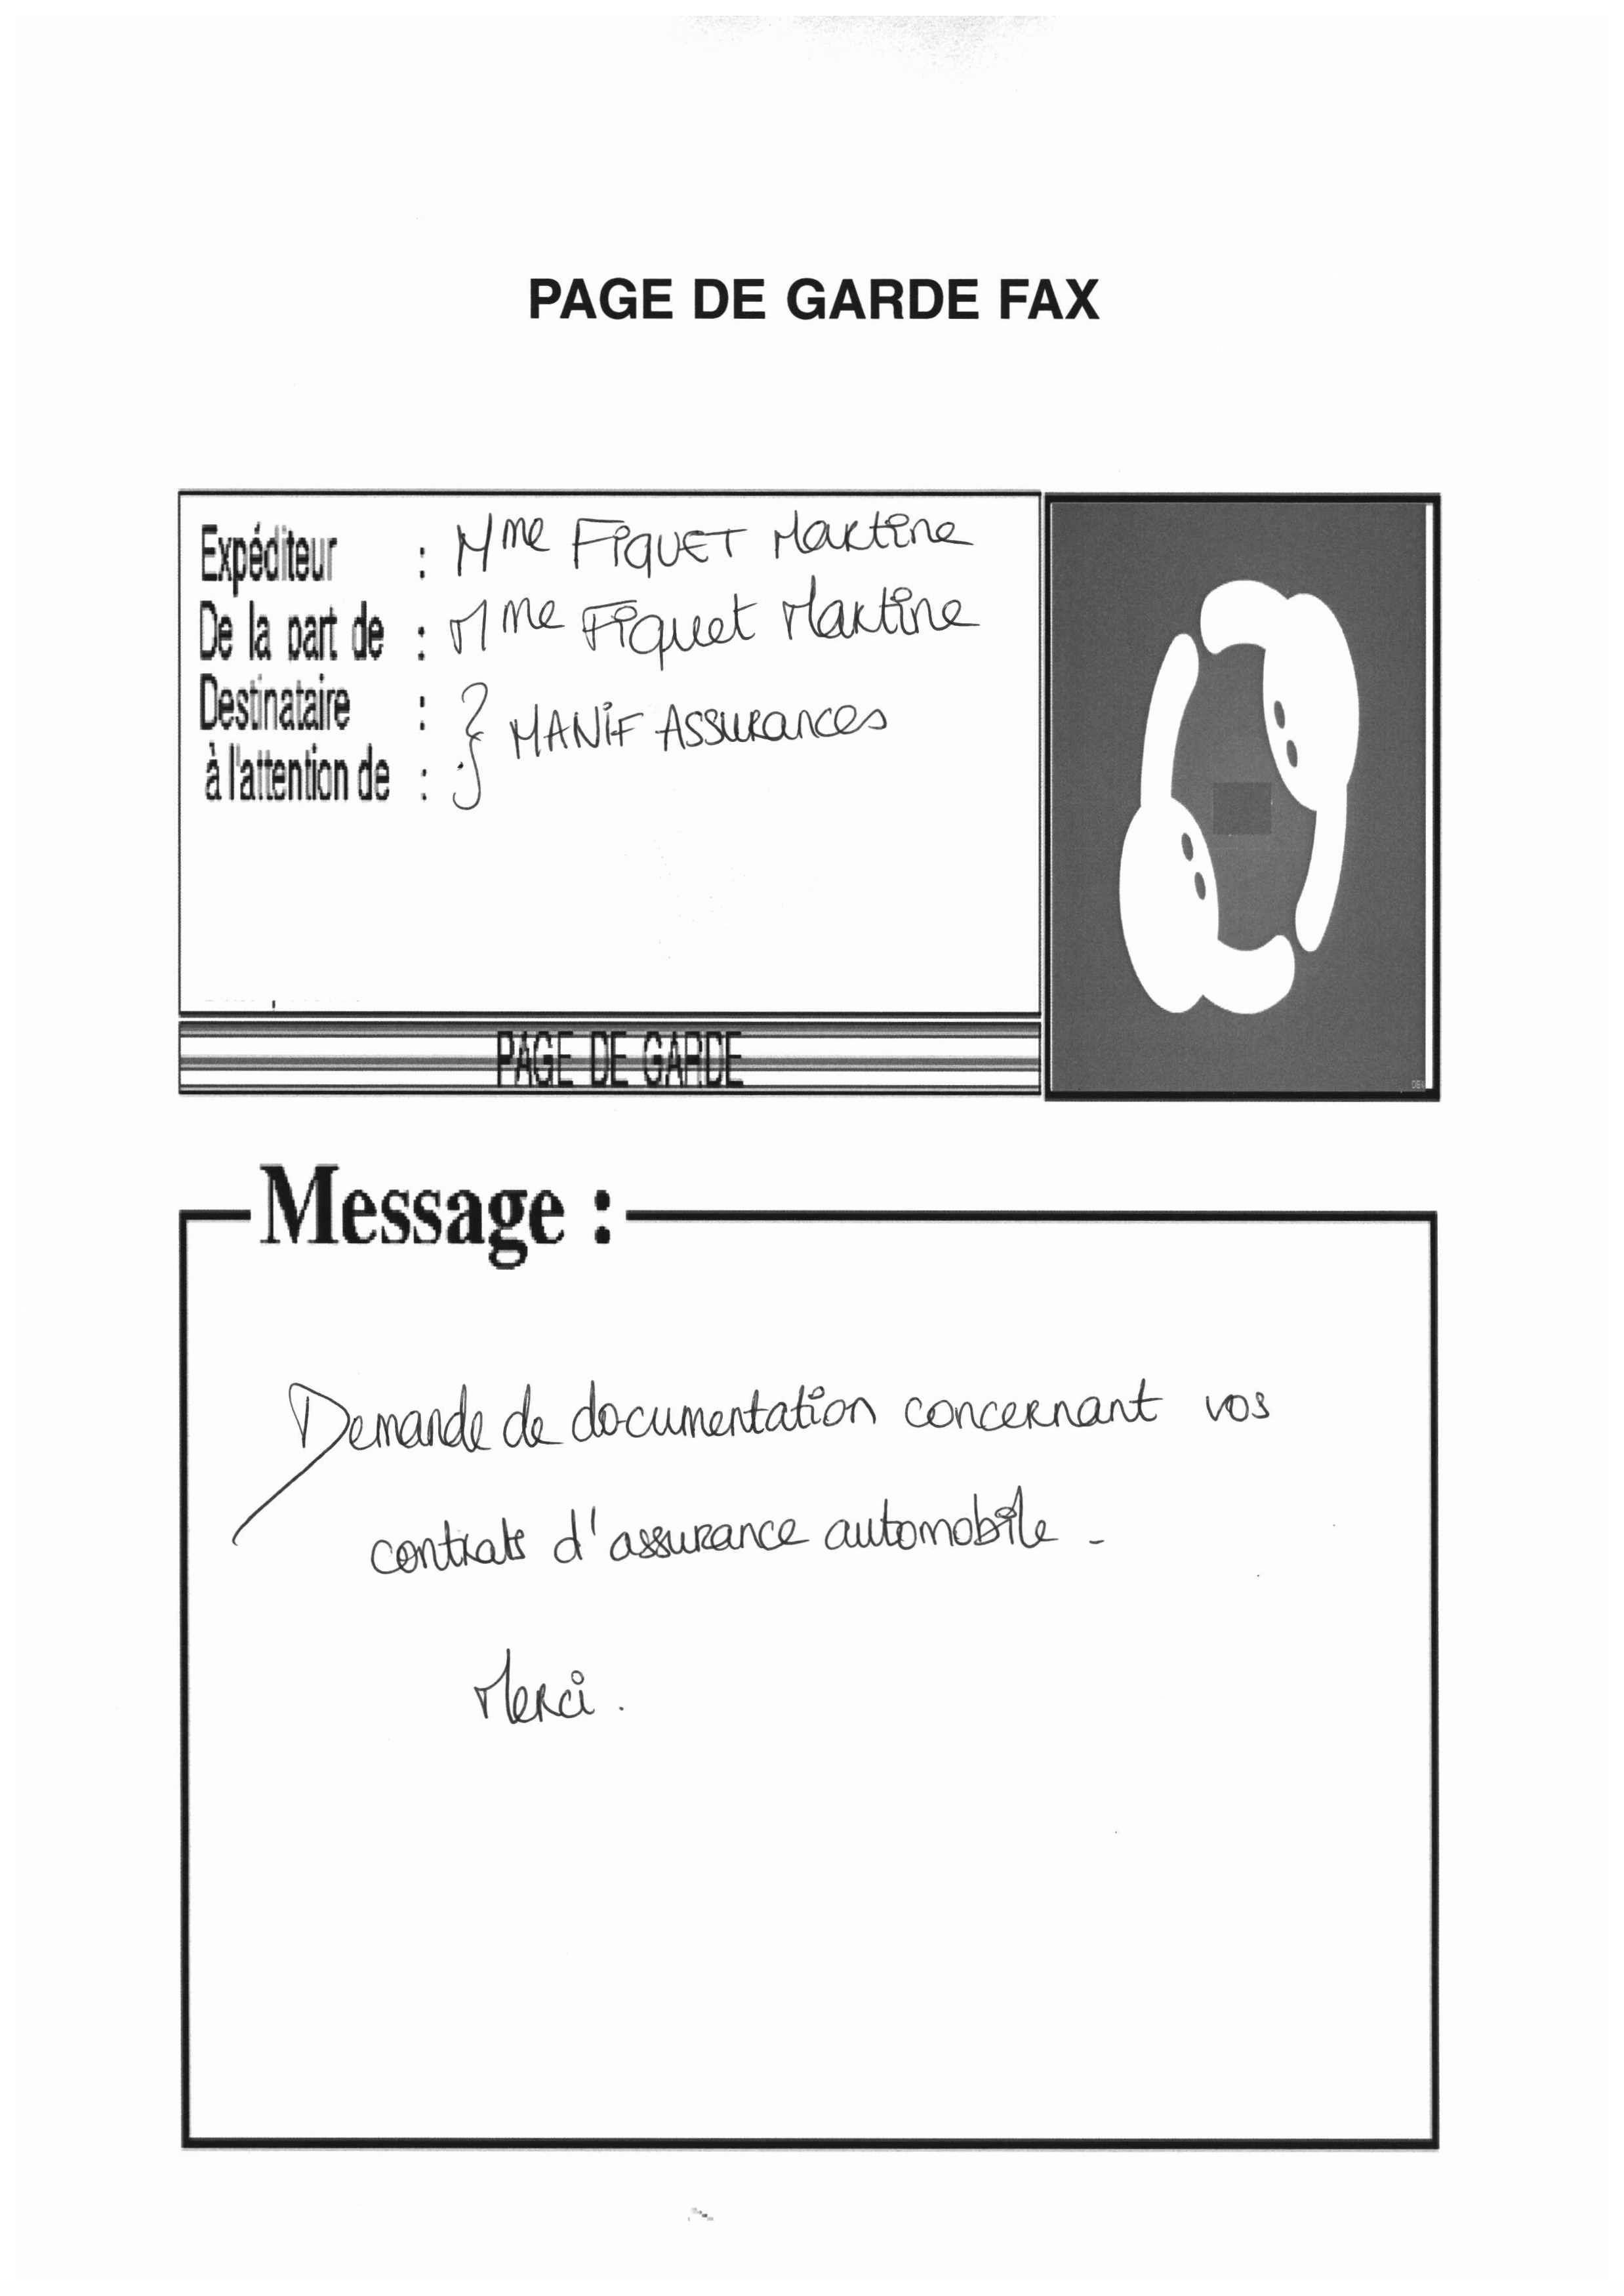 PAGE DE GARDE FAX
Expéditeur : Mme FIQUET Martine
De la part de : Mme Fiquet Martine
Destinataire :
} MANIF Assurances
à l'attention de :
PAGE DE GARDE
Message :
Demande de documentation concernant vos
contrats d'assurance automobile -
Merci.